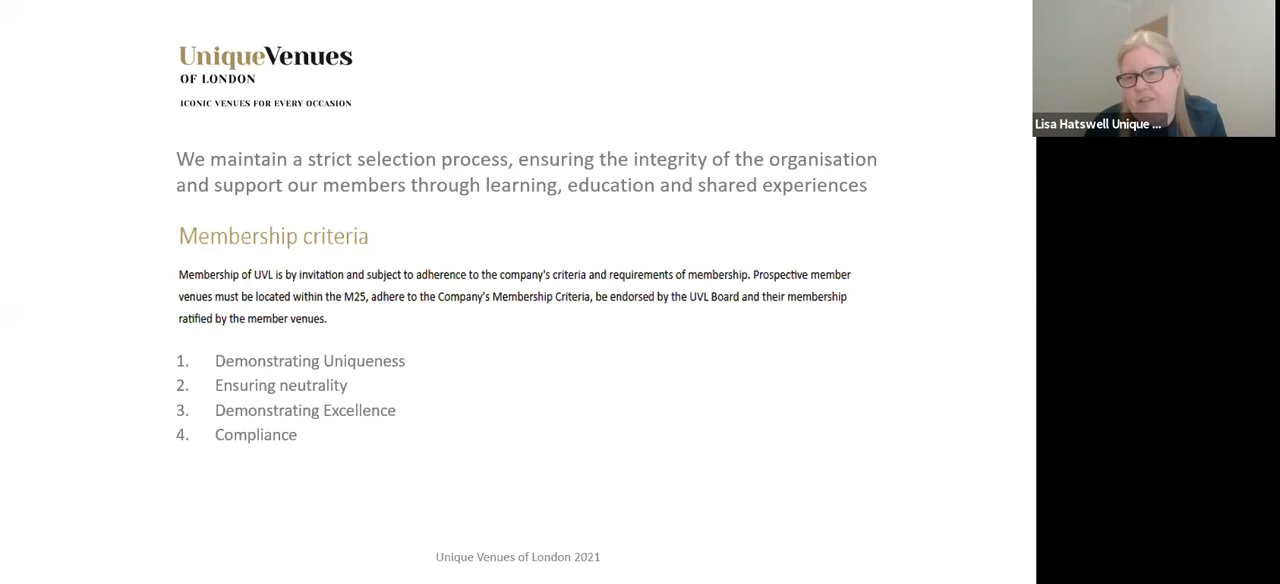 UniqueVenues
OF LONDON
ICONIC VENUES FOR EVERY OCCASION
We maintain a strict selection process, ensuring the integrity of the organisation
and support our members through learning, education and shared experiences
Membership criteria
Membership of UVL is by invitation and subject to adherence to the company's criteria and requirements of membership. Prospective member
venues must be located within the M25, adhere to the Company's Membership Criteria, be endorsed by the UVL Board and their membership
ratified by the member venues.
1. Demonstrating Uniqueness
2. Ensuring neutrality
3. Demonstrating Excellence
4. Compliance
Unique Venues of London 2021
Lisa Hatswell Unique ...